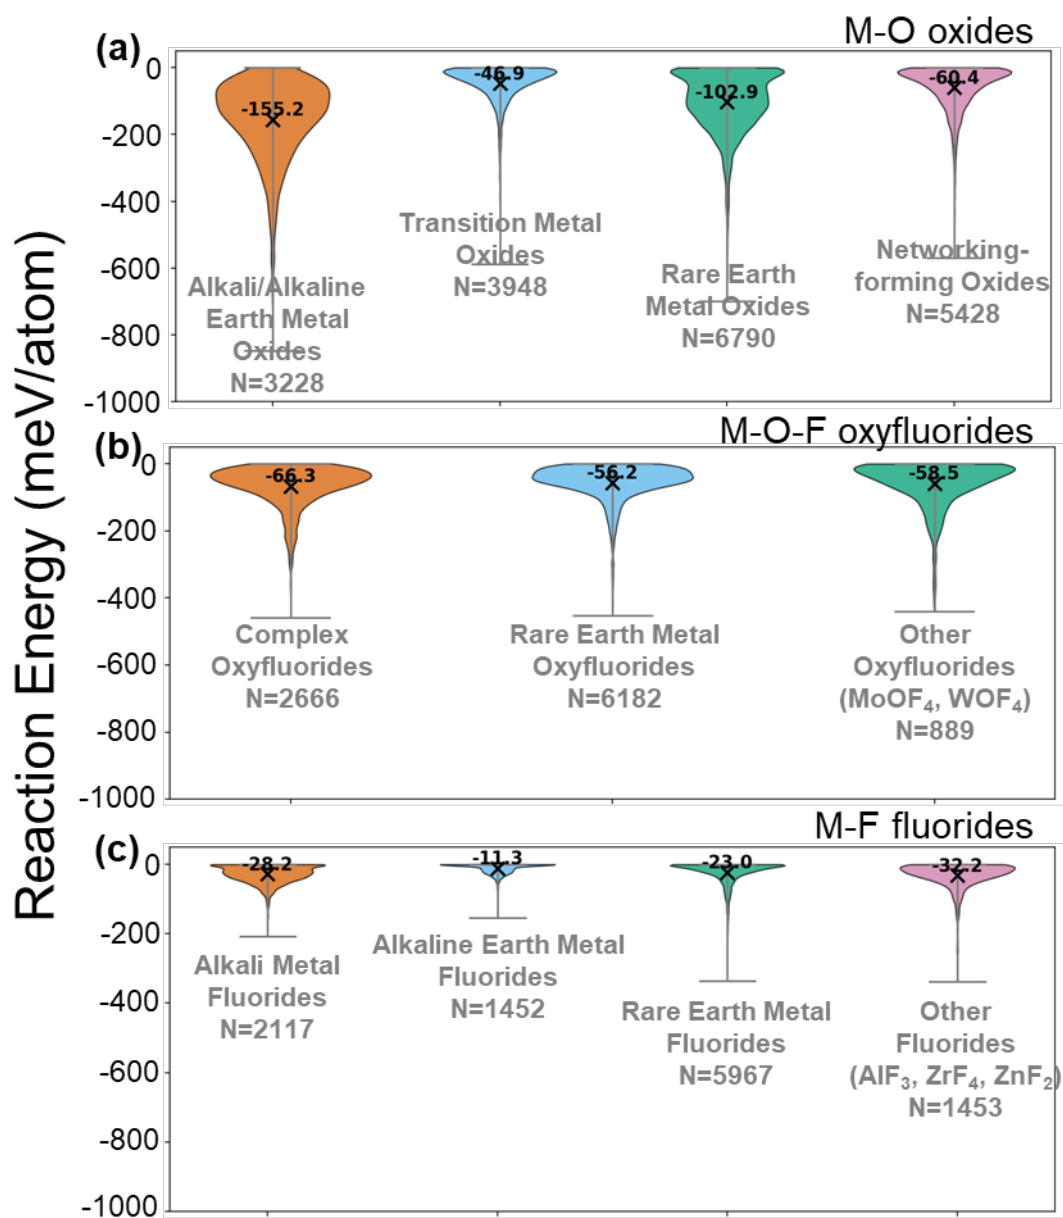 Reaction Energy (meV/atom)
(a)
M-O oxides
0
-200
-400
-600
-800
-1000
-155.2
-46.9
-102.9
-60.4
Alkali/Alkaline
Earth Metal
Oxides
N=3228
Transition Metal
Oxides
N=3948
Rare Earth
Metal Oxides
N=6790
Networking-
forming Oxides
N=5428
(b)
M-O-F oxyfluorides
0
-200
-400
-600
-800
-1000
-66.3
-56.2
-58.5
Complex
Oxyfluorides
N=2666
Rare Earth Metal
Oxyfluorides
N=6182
Other
Oxyfluorides
(MoOF₄, WOF₄)
N=889
(c)
M-F fluorides
0
-200
-400
-600
-800
-1000
-28.2
-11.3
-23.0
-32.2
Alkali Metal
Fluorides
N=2117
Alkaline Earth Metal
Fluorides
N=1452
Rare Earth Metal
Fluorides
N=5967
Other
Fluorides
(AlF₃, ZrF₄, ZnF₂)
N=1453